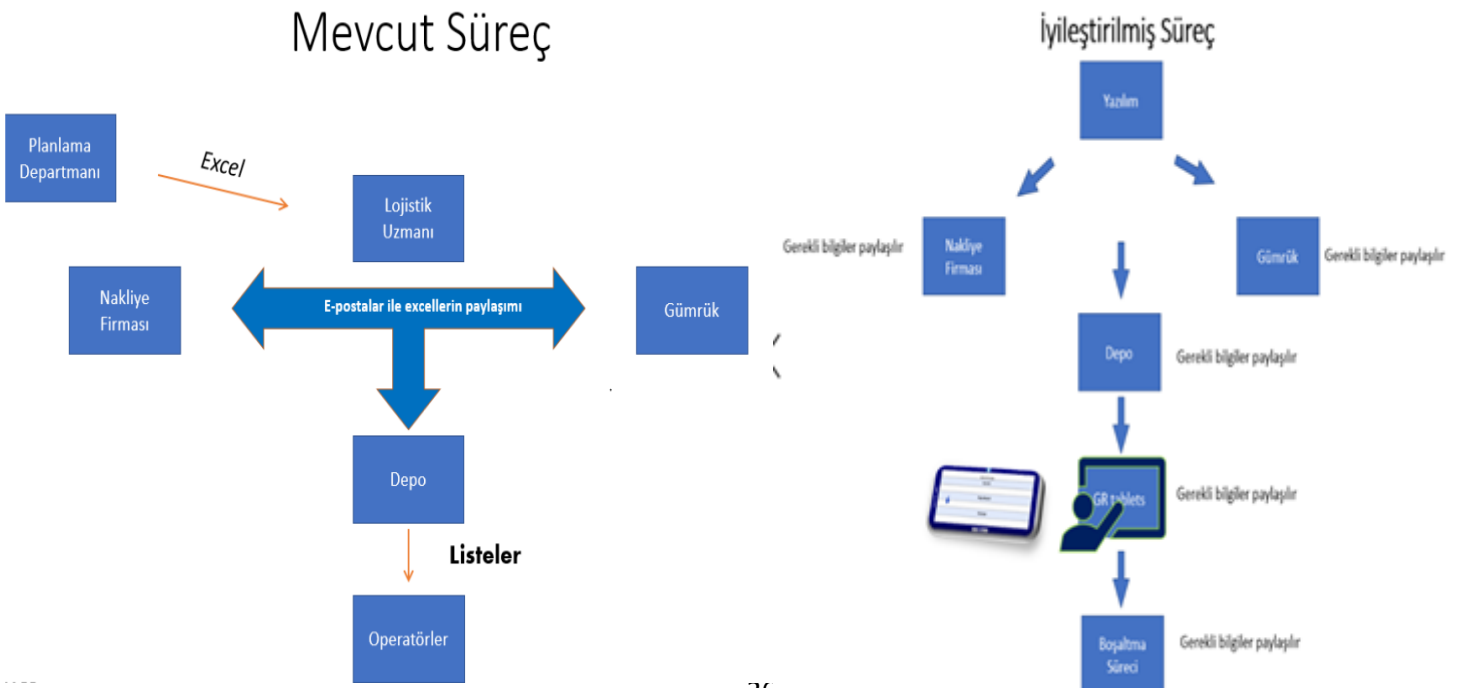 Mevcut Süreç
Planlama
Departmanı
Excel
Lojistik
Uzmanı
Nakliye
Firması
E-postalar ile excellerin paylaşımı
Gümrük
Depo
Listeler
Operatörler
İyileştirilmiş Süreç
Yazılım
Gerekli bilgiler paylaşılır
Nakliye
Firması
Gümrük
Gerekli bilgiler paylaşılır
Depo
Gerekli bilgiler paylaşılır
GR tablets
Gerekli bilgiler paylaşılır
Boşaltma
Süreci
Gerekli bilgiler paylaşılır